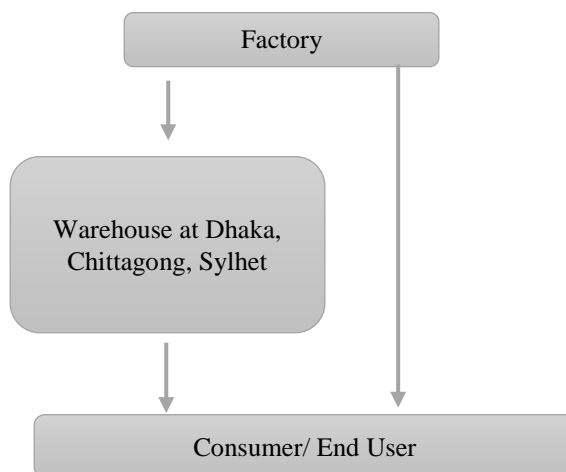 Factory
Warehouse at Dhaka,
Chittagong, Sylhet
Consumer/ End User